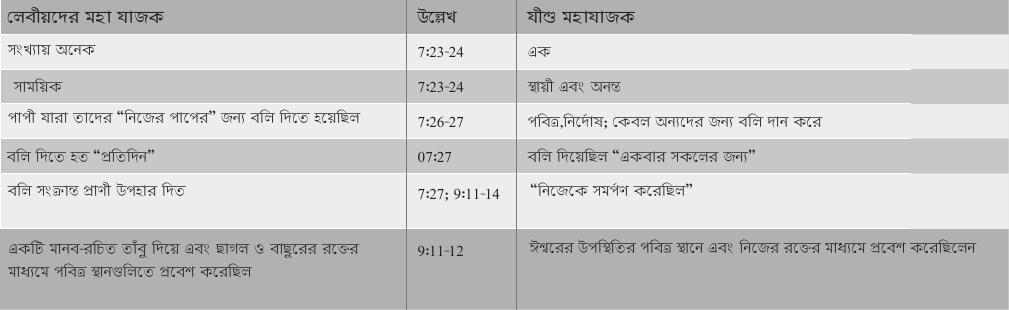 লেবীয়দের মহা যাজক উল্লেখ যীশু মহাযাজক
সংখ্যায় অনেক 7:23-24 এক
সাময়িক 7:23-24 স্থায়ী এবং অনন্ত
পাপী যারা তাদের “নিজের পাপের” জন্য বলি দিতে হয়েছিল 7:26-27 পবিত্র,নির্দোষ; কেবল অন্যদের জন্য বলি দান করে
বলি দিতে হত “প্রতিদিন” 07:27 বলি দিয়েছিল “একবার সকলের জন্য”
বলি সংক্রান্ত প্রাণী উপহার দিত 7:27; 9:11-14 “নিজেকে সমর্পণ করেছিল”
একটি মানব-রচিত তাঁবু দিয়ে এবং ছাগল ও বাছুরের রক্তের 9:11-12 ঈশ্বরের উপস্থিতির পবিত্র স্থানে এবং নিজের রক্তের মাধ্যমে প্রবেশ করেছিলেন
মাধ্যমে পবিত্র স্থানগুলিতে প্রবেশ করেছিল